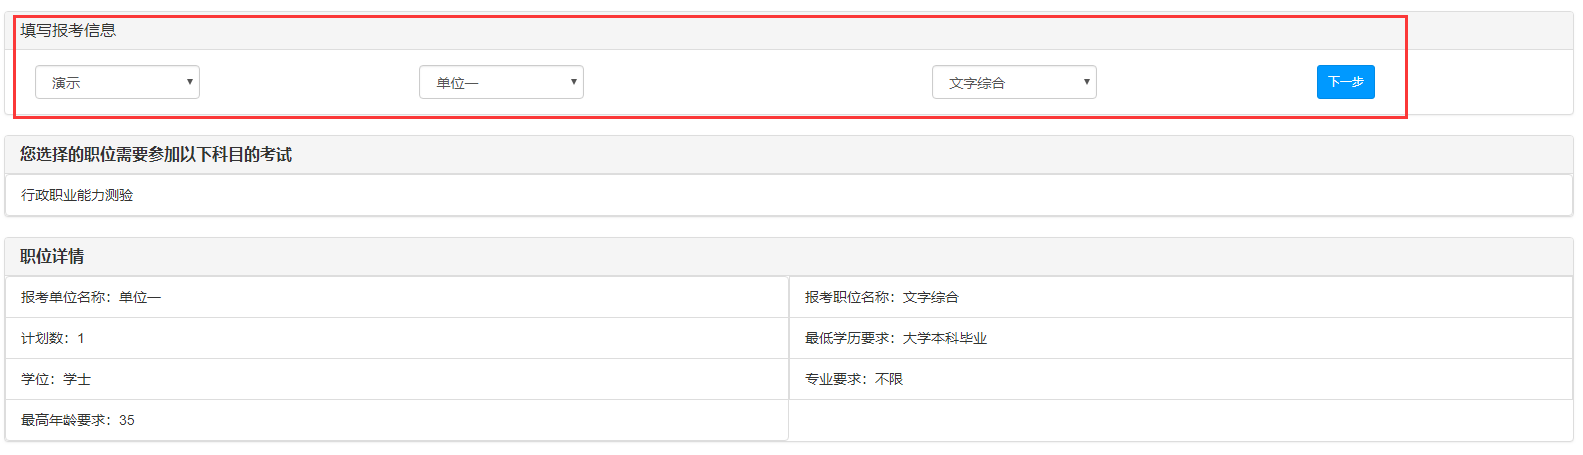 填写报考信息
演示 单位一 文字综合 下一步
您选择的职位需要参加以下科目的考试
行政职业能力测验
职位详情
报考单位名称：单位一 报考职位名称：文字综合
计划数：1 最低学历要求：大学本科毕业
学位：学士 专业要求：不限
最高年龄要求：35